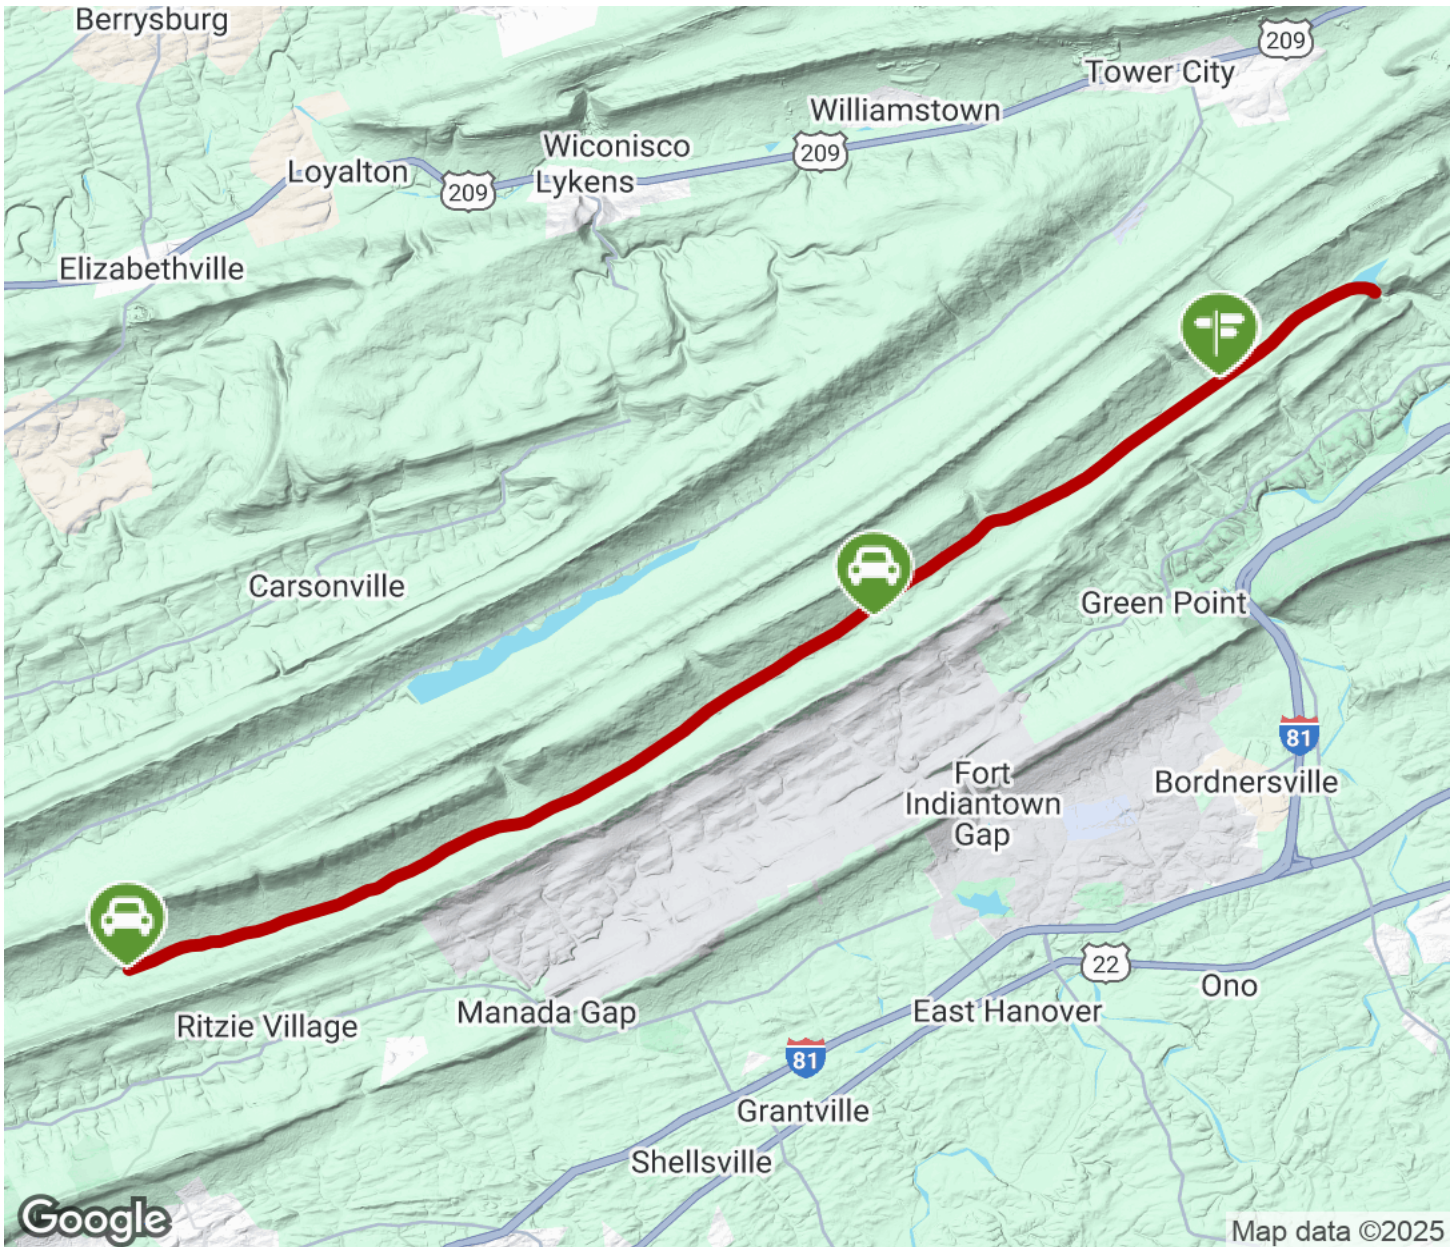 Berrysburg
209
Tower City
Williamstown
Wiconisco
209
Loyalton
209
Lykens
Elizabethville
Carsonville
Green Point
81
Fort
Indiantown
Gap
Bordnersville
22
Ono
Manada Gap
East Hanover
Ritzie Village
81
Grantville
Shellsville
Google
Map data ©2025